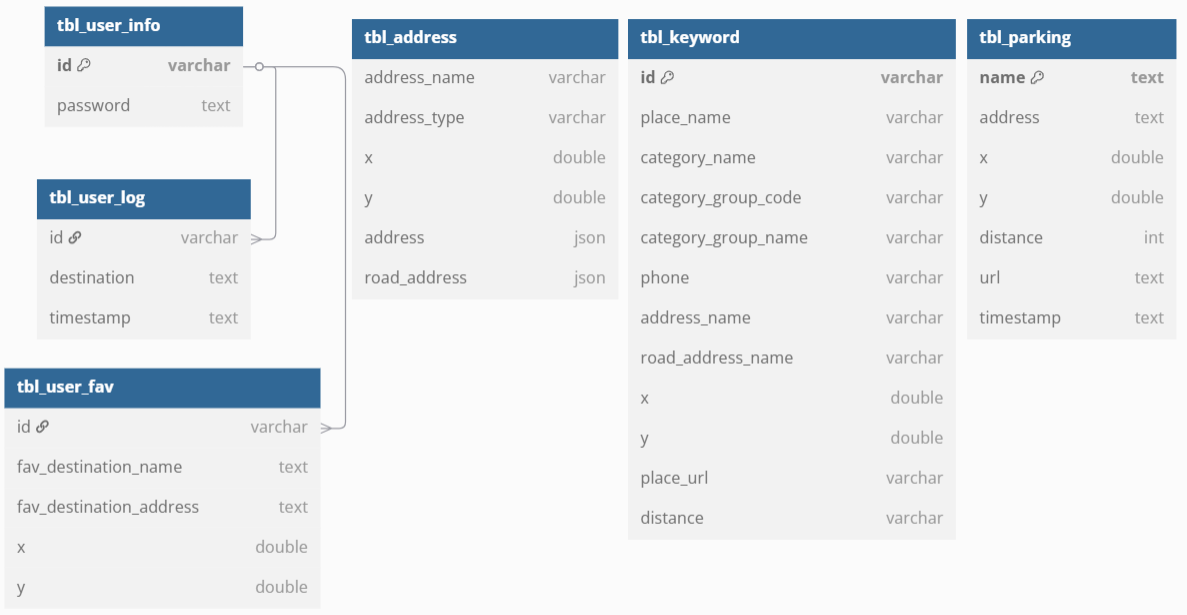 tbl_user_info
id varchar
password text
tbl_user_log
id varchar
destination text
timestamp text
tbl_user_fav
id varchar
fav_destination_name text
fav_destination_address text
x double
y double
tbl_address
address_name varchar
address_type varchar
x double
y double
address json
road_address json
tbl_keyword
id varchar
place_name varchar
category_name varchar
category_group_code varchar
category_group_name varchar
phone varchar
address_name varchar
road_address_name varchar
x double
y double
place_url varchar
distance varchar
tbl_parking
name text
address text
x double
y double
distance int
url text
timestamp text